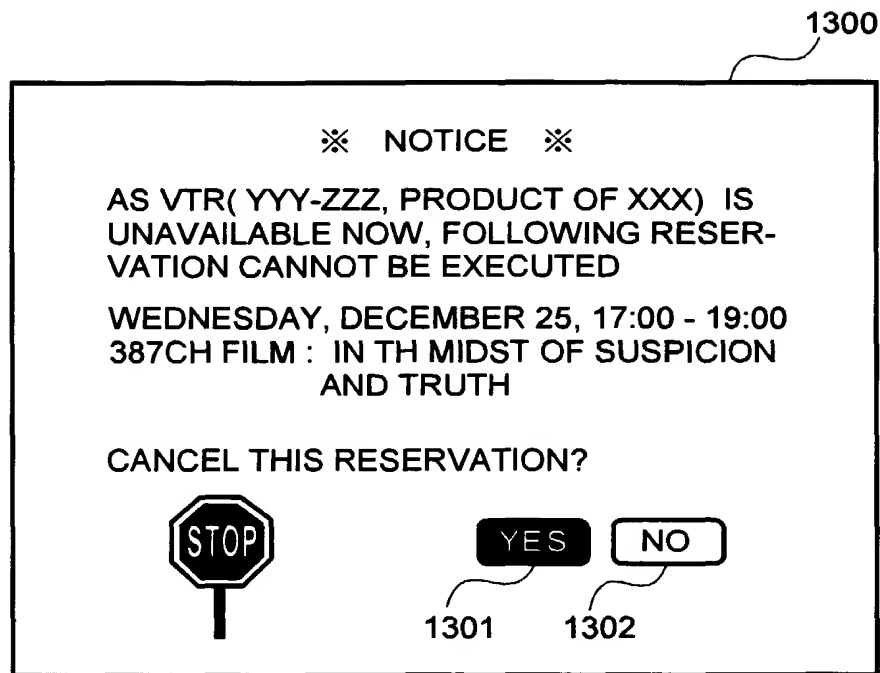 1300
※ NOTICE ※
AS VTR( YYY-ZZZ, PRODUCT OF XXX) IS
UNAVAILABLE NOW, FOLLOWING RESER-
VATION CANNOT BE EXECUTED
WEDNESDAY, DECEMBER 25, 17:00 - 19:00
387CH FILM : IN TH MIDST OF SUSPICION
AND TRUTH
CANCEL THIS RESERVATION?
STOP YES NO
1301 1302